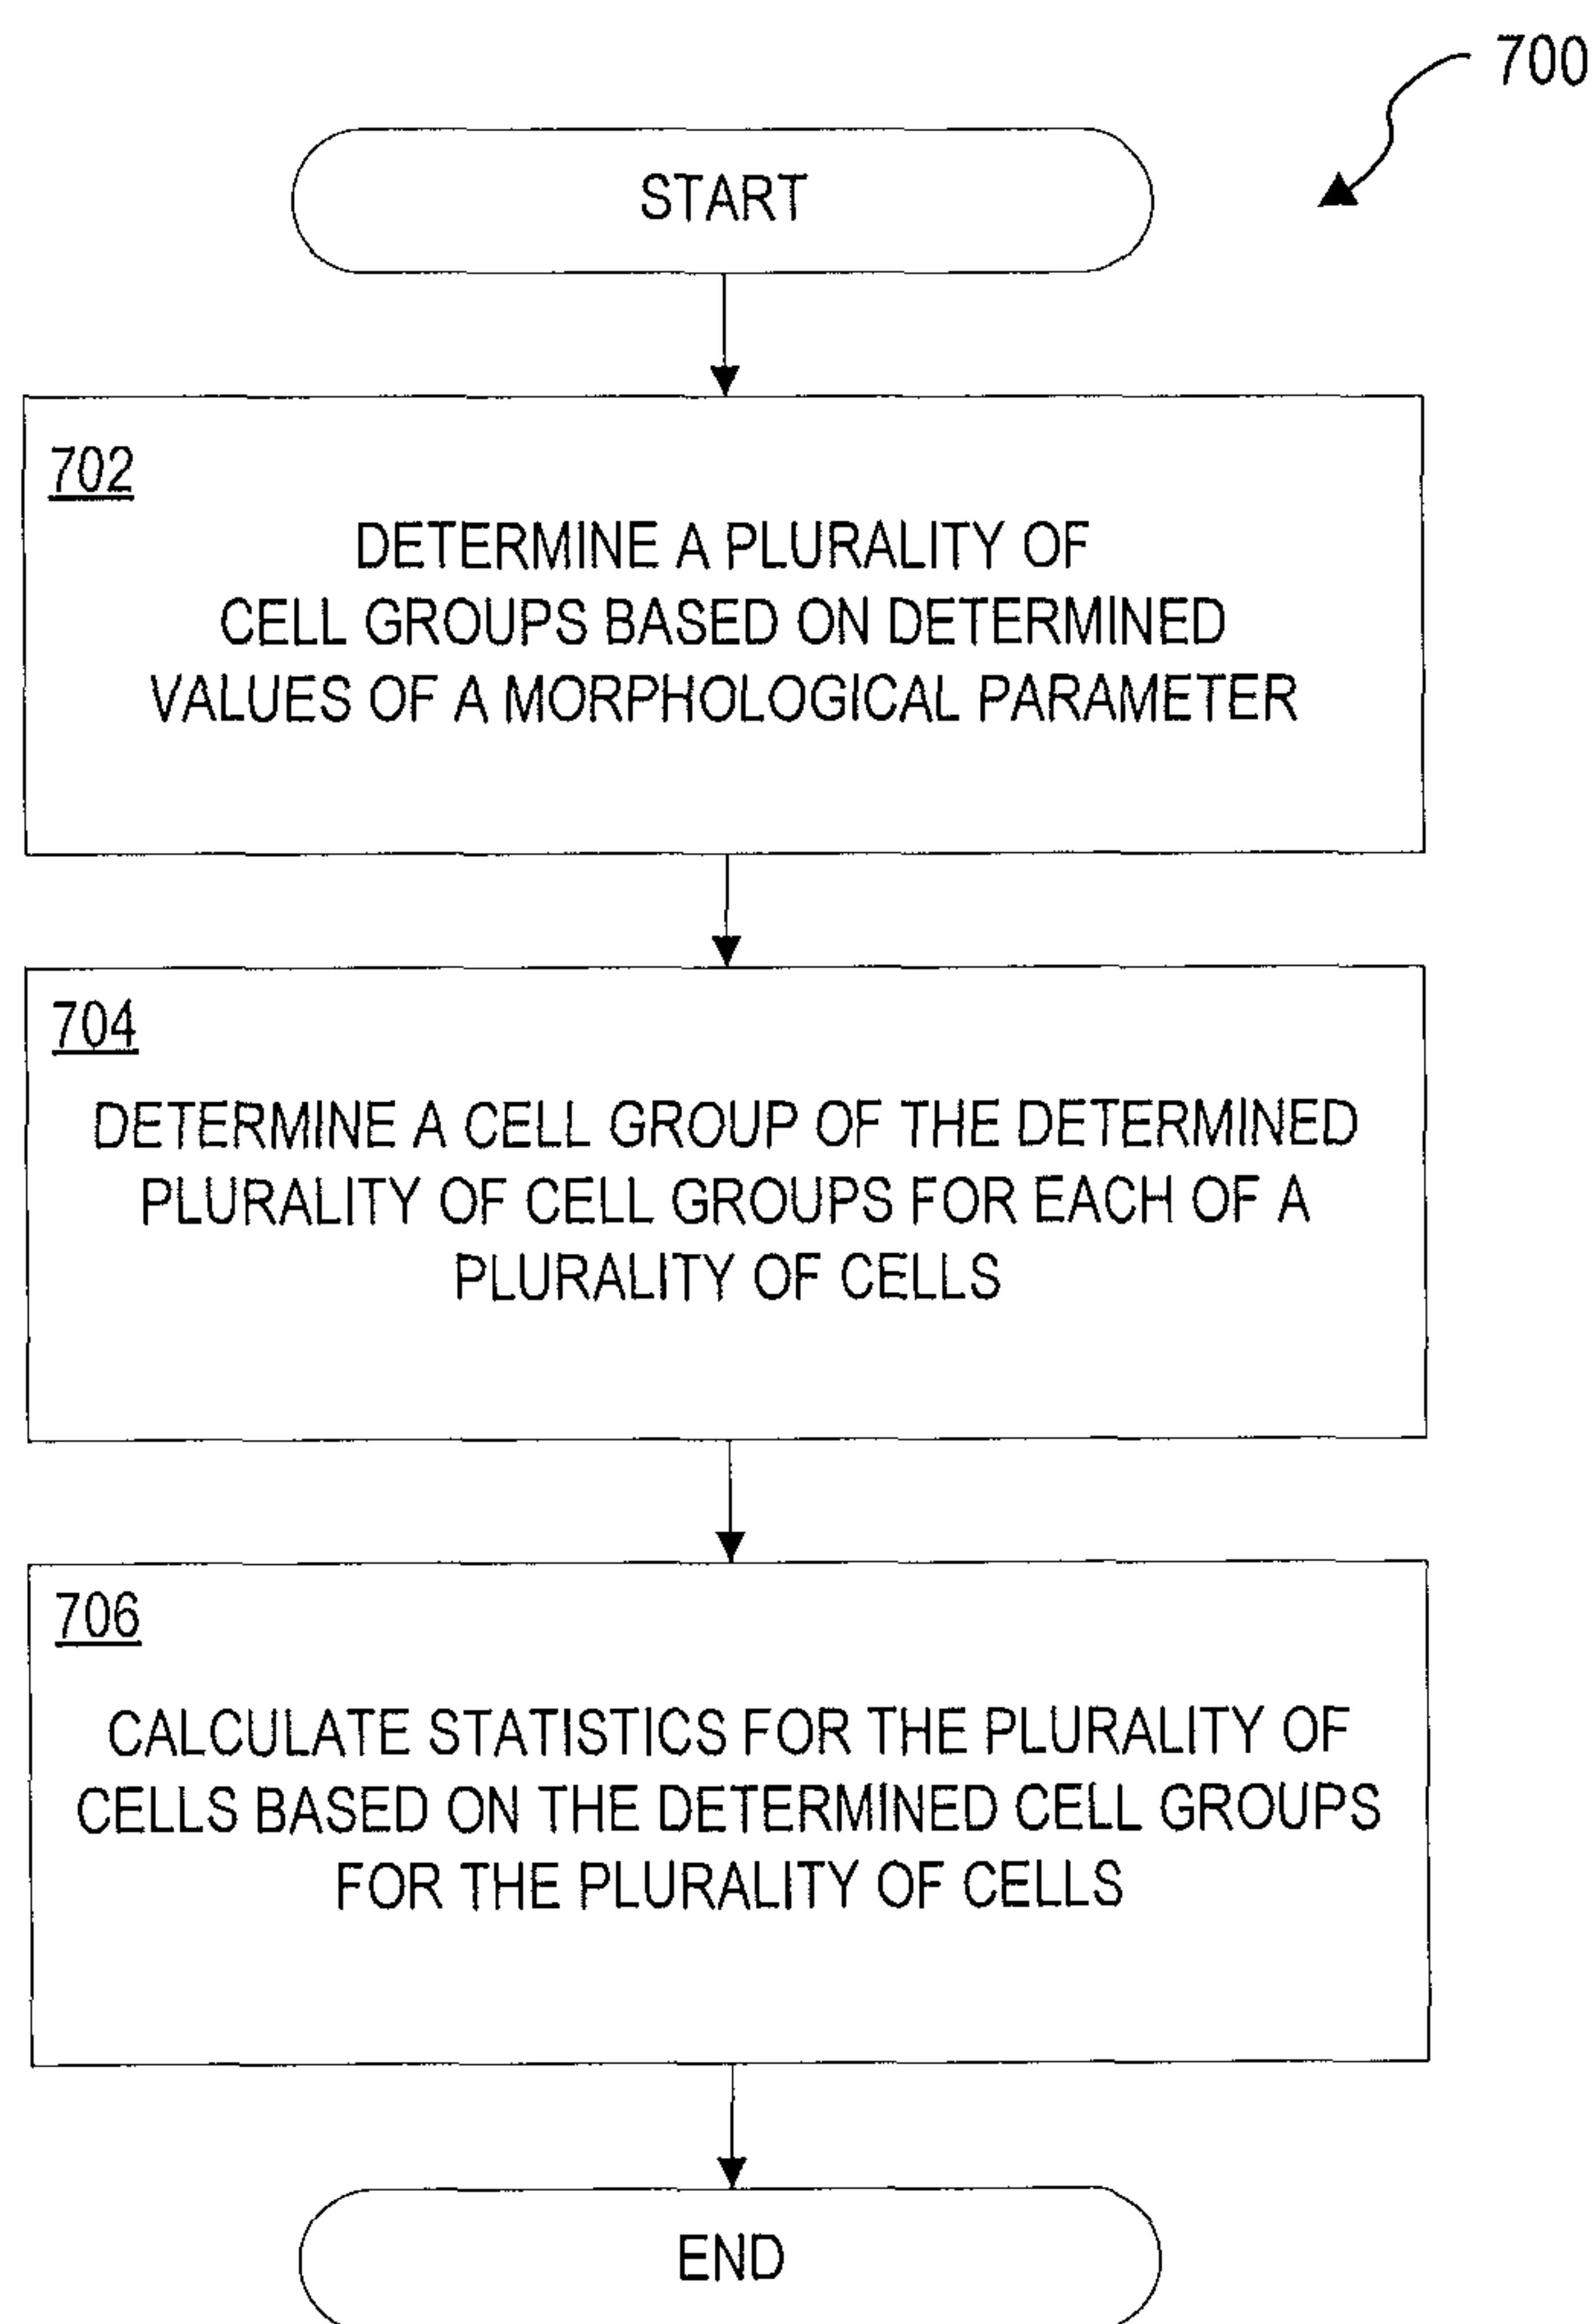 700
START
702
DETERMINE A PLURALITY OF
CELL GROUPS BASED ON DETERMINED
VALUES OF A MORPHOLOGICAL PARAMETER
704
DETERMINE A CELL GROUP OF THE DETERMINED
PLURALITY OF CELL GROUPS FOR EACH OF A
PLURALITY OF CELLS
706
CALCULATE STATISTICS FOR THE PLURALITY OF
CELLS BASED ON THE DETERMINED CELL GROUPS
FOR THE PLURALITY OF CELLS
END